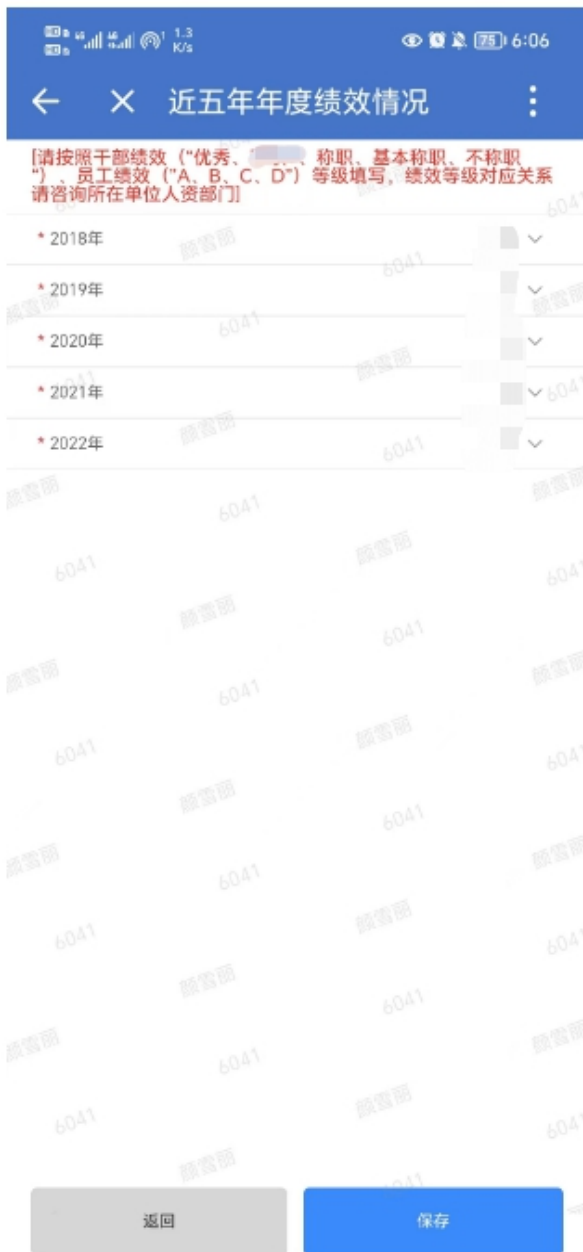 1.3
K/s
75
6:06
近五年年度绩效情况
[请按照干部绩效（"优秀、 、称职、基本称职、不称职
"）、员工绩效（"A、B、C、D"）等级填写，绩效等级对应关系
请咨询所在单位人资部门]
* 2018年
* 2019年
* 2020年
* 2021年
* 2022年
颜雪丽
6041
返回
保存